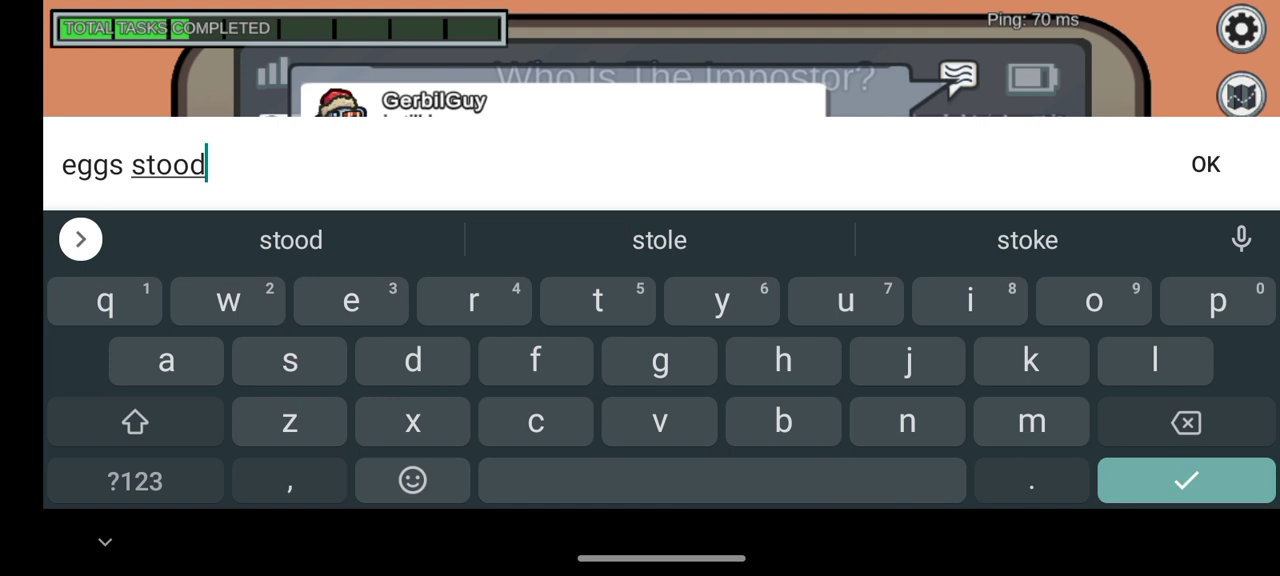 TOTAL TASKS COMPLETED
Ping: 70 ms
Who Is The Impostor?
GerbilGuy
eggs stood
OK
stood stole stoke
q 1 w 2 e 3 r 4 t 5 y 6 u 7 i 8 o 9 p 0
a s d f g h j k l
z x c v b n m
?123 , .